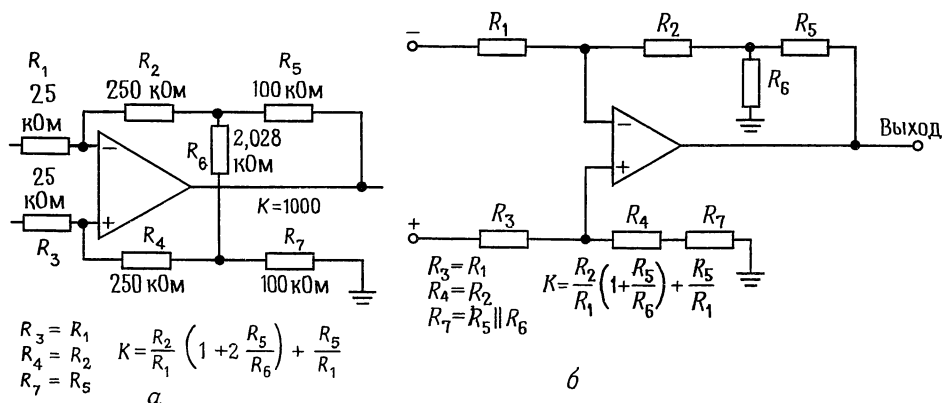 R₁
25
кОм
R₂
250 кОм
R₅
100 кОм
R₆
2,028
кОм
−
+
25
кОм
R₃
K=1000
R₄
250 кОм
R₇
100 кОм
R₃ = R₁
R₄ = R₂
R₇ = R₅
K = R₂/R₁ (1 + 2 R₅/R₆) + R₅/R₁
а
−
R₁
R₂
R₅
R₆
−
+
Выход
+
R₃
R₄
R₇
R₃ = R₁
R₄ = R₂
R₇ = R₅ || R₆
K = R₂/R₁ (1 + R₅/R₆) + R₅/R₁
б